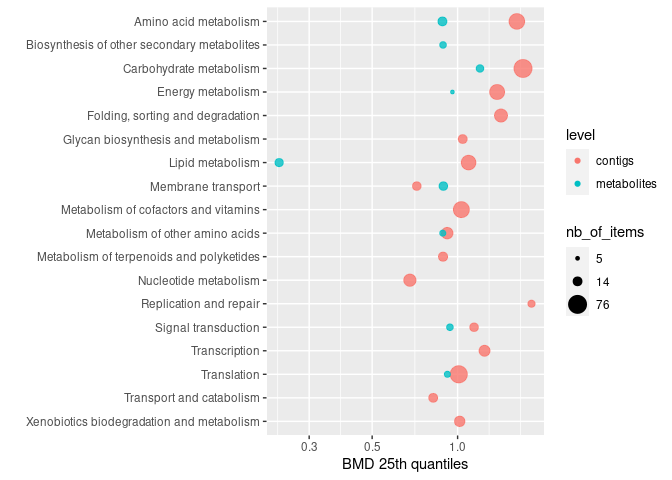 Amino acid metabolism
Biosynthesis of other secondary metabolites
Carbohydrate metabolism
Energy metabolism
Folding, sorting and degradation
Glycan biosynthesis and metabolism
Lipid metabolism
Membrane transport
Metabolism of cofactors and vitamins
Metabolism of other amino acids
Metabolism of terpenoids and polyketides
Nucleotide metabolism
Replication and repair
Signal transduction
Transcription
Translation
Transport and catabolism
Xenobiotics biodegradation and metabolism
0.3 0.5 1.0
BMD 25th quantiles
level
contigs
metabolites
nb_of_items
5
14
76